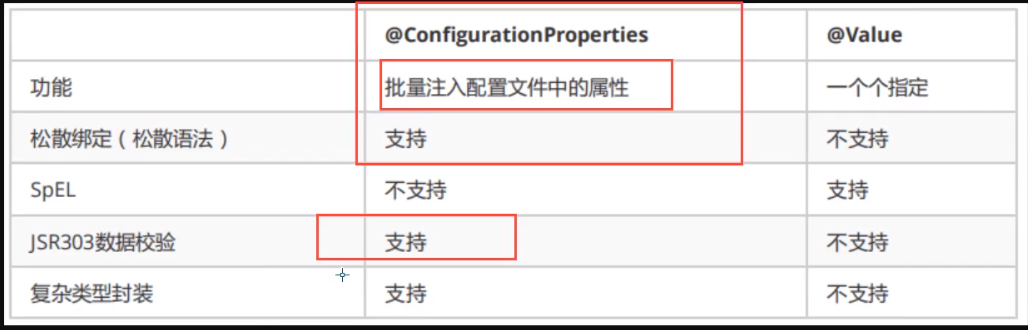 @ConfigurationProperties @Value
功能 批量注入配置文件中的属性 一个个指定
松散绑定（松散语法） 支持 不支持
SpEL 不支持 支持
JSR303数据校验 支持 不支持
复杂类型封装 支持 不支持